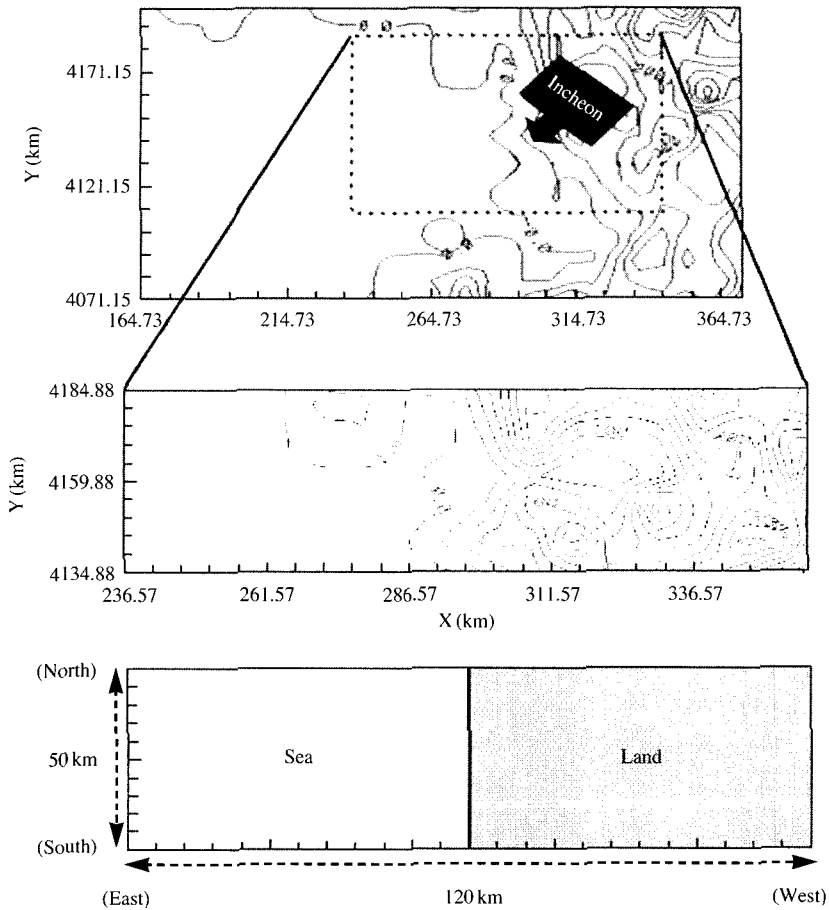 4171.15
Incheon
Y (km)
4121.15
4071.15
164.73 214.73 264.73 314.73 364.73
4184.88
Y (km)
4159.88
4134.88
236.57 261.57 286.57 311.57 336.57
X (km)
(North)
50 km
Sea
Land
(South)
(East)
120 km
(West)